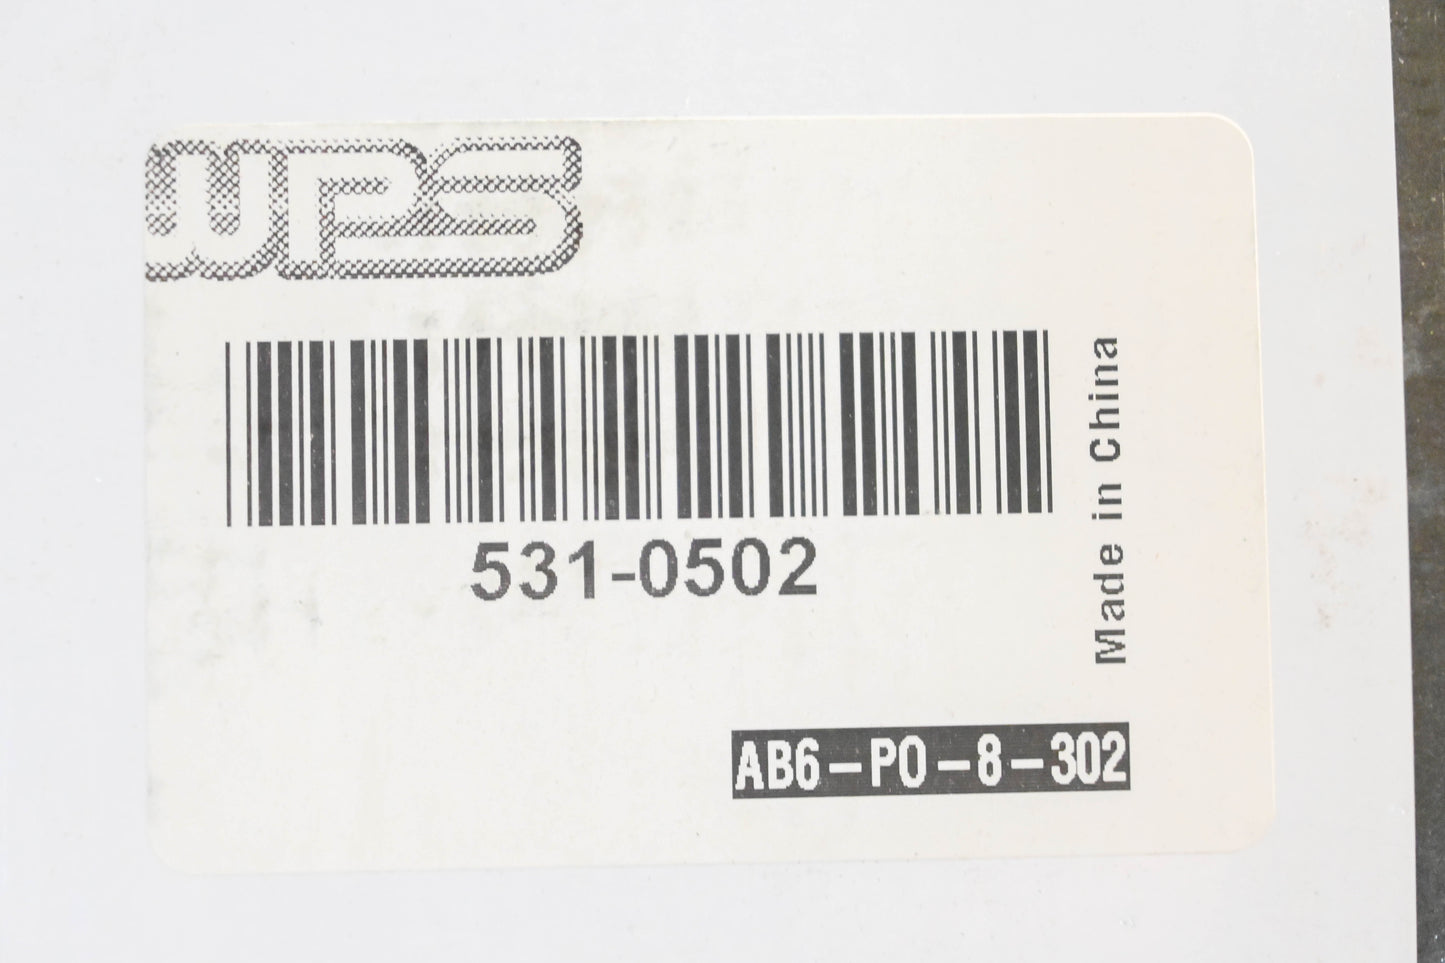 WPS
531-0502
Made in China
AB6-PO-8-302